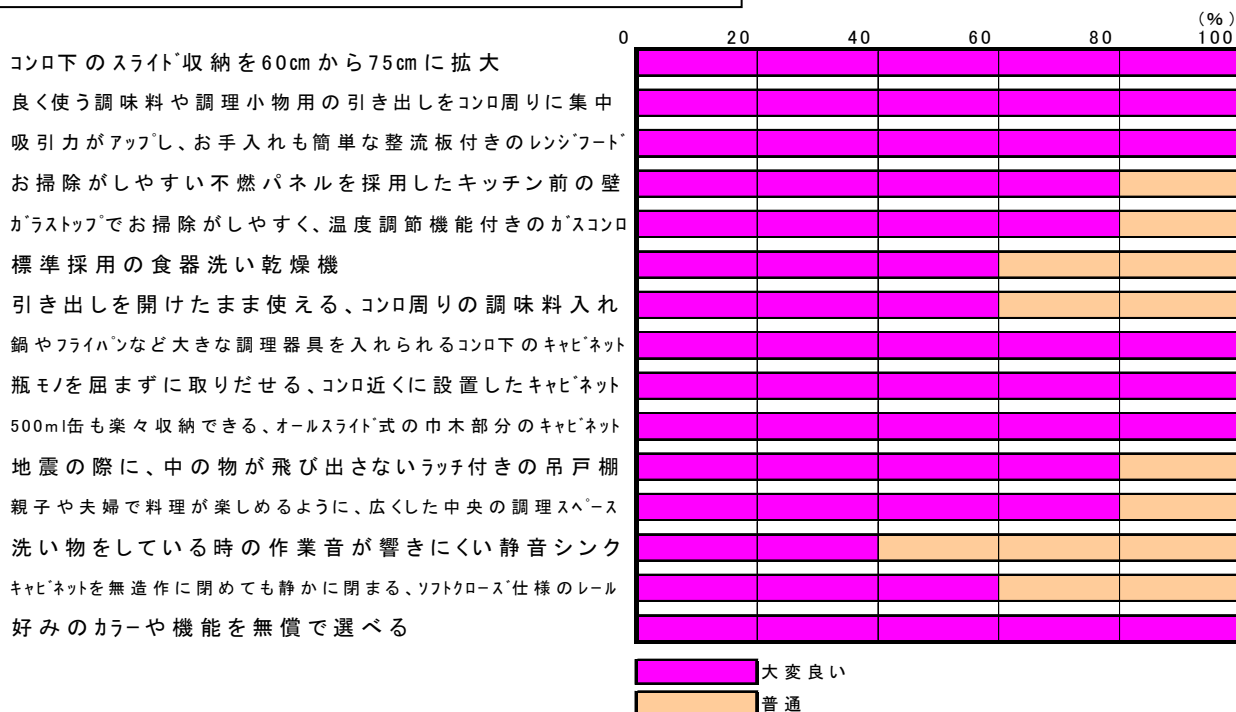 (%)
0 20 40 60 80 100
コンロ下のスライド収納を60cmから75cmに拡大
良く使う調味料や調理小物用の引き出しをコンロ周りに集中
吸引力がアップし、お手入れも簡単な整流板付きのレンジフード
お掃除がしやすい不燃パネルを採用したキッチン前の壁
ガラストップでお掃除がしやすく、温度調節機能付きのガスコンロ
標準採用の食器洗い乾燥機
引き出しを開けたまま使える、コンロ周りの調味料入れ
鍋やフライパンなど大きな調理器具を入れられるコンロ下のキャビネット
瓶モノを屈まずに取りだせる、コンロ近くに設置したキャビネット
500ml缶も楽々収納できる、オールスライド式の巾木部分のキャビネット
地震の際に、中の物が飛び出さないラッチ付きの吊戸棚
親子や夫婦で料理が楽しめるように、広くした中央の調理スペース
洗い物をしている時の作業音が響きにくい静音シンク
キャビネットを無造作に閉めても静かに閉まる、ソフトクローズ仕様のレール
好みのカラーや機能を無償で選べる
大変良い
普通